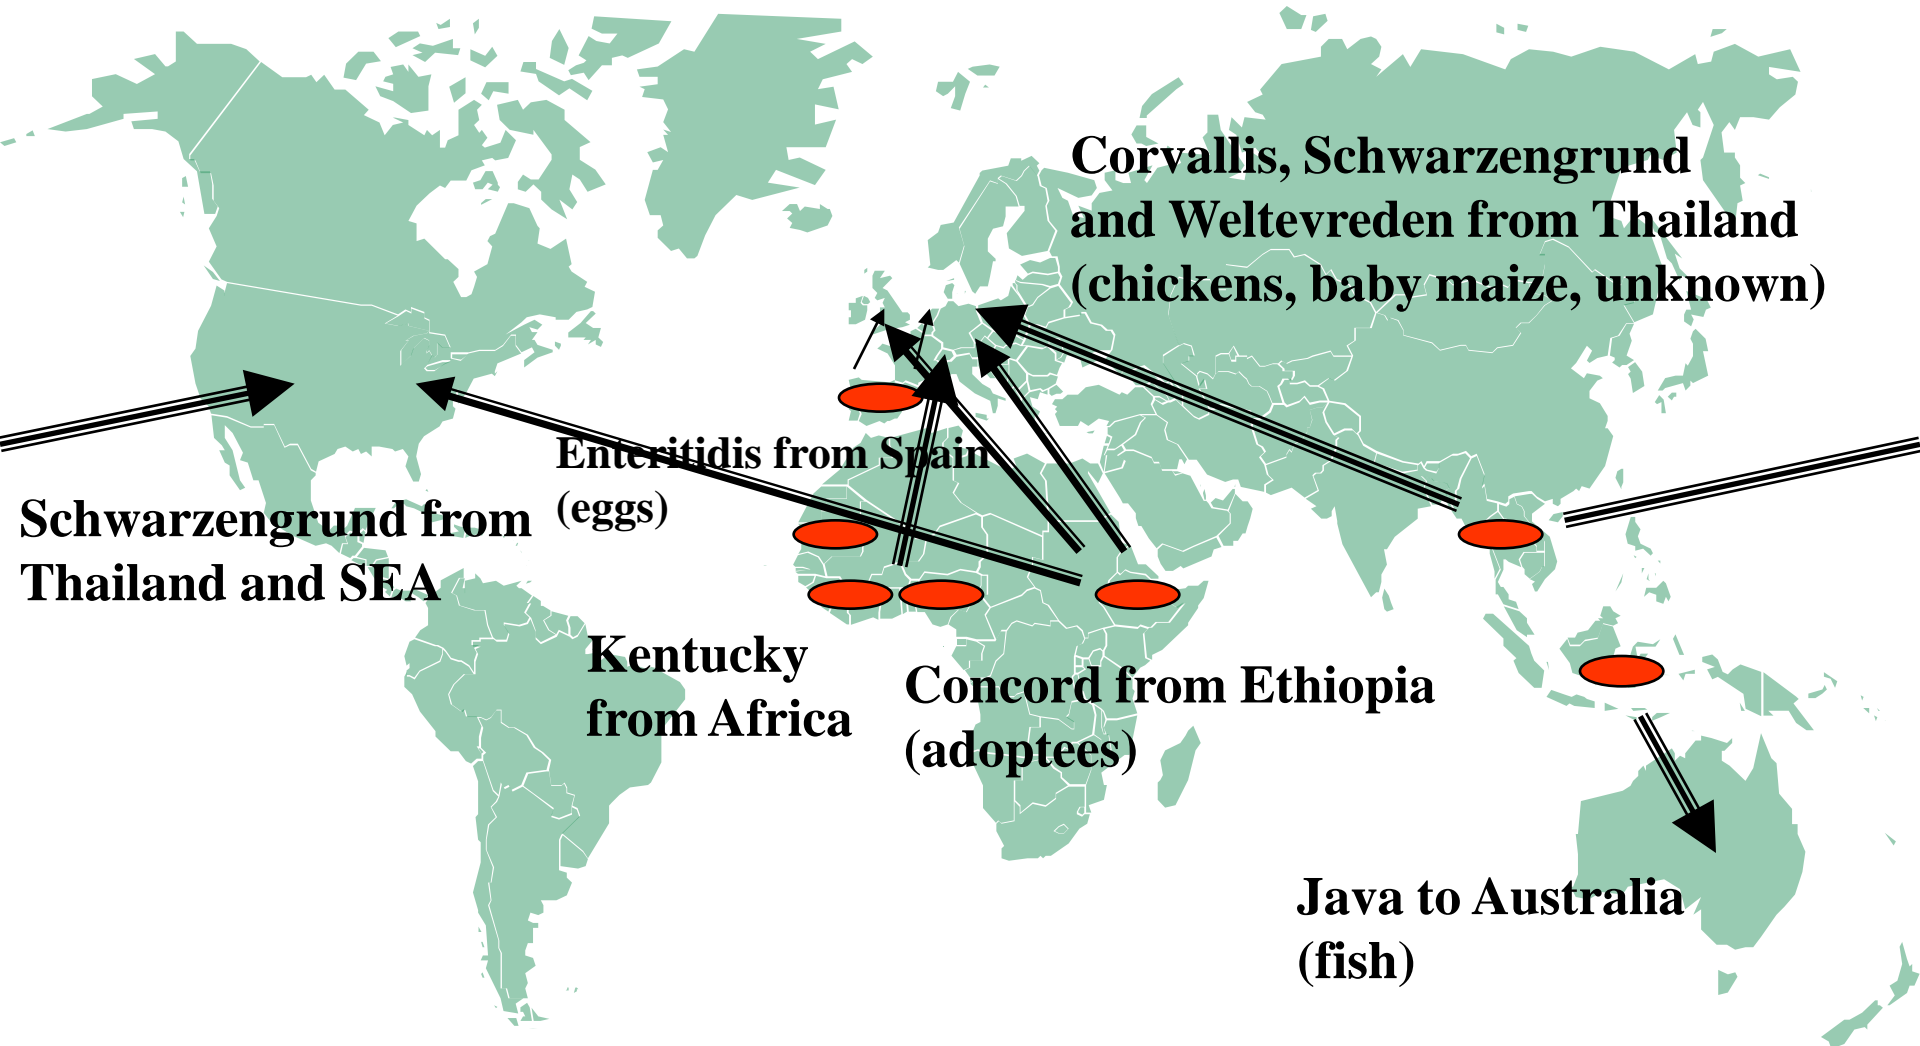 Corvallis, Schwarzengrund
and Weltevreden from Thailand
(chickens, baby maize, unknown)
Enteritidis from Spain
(eggs)
Schwarzengrund from
Thailand and SEA
Kentucky
from Africa
Concord from Ethiopia
(adoptees)
Java to Australia
(fish)